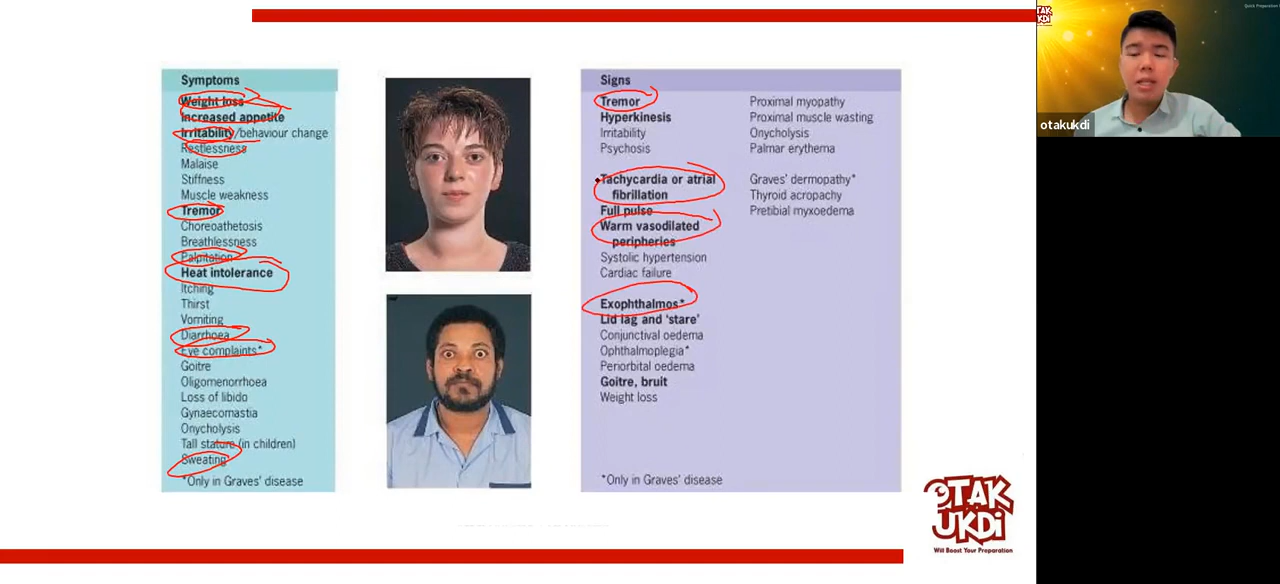 Symptoms
Weight loss
Increased appetite
Irritability/behaviour change
Restlessness
Malaise
Stiffness
Muscle weakness
Tremor
Choreoathetosis
Breathlessness
Palpitation
Heat intolerance
Itching
Thirst
Vomiting
Diarrhoea
Eye complaints*
Goitre
Oligomenorrhoea
Loss of libido
Gynaecomastia
Onycholysis
Tall stature (in children)
Sweating
*Only in Graves' disease
Signs
Tremor
Hyperkinesis
Irritability
Psychosis
Tachycardia or atrial
fibrillation
Full pulse
Warm vasodilated
peripheries
Systolic hypertension
Cardiac failure
Exophthalmos*
Lid lag and 'stare'
Conjunctival oedema
Ophthalmoplegia*
Periorbital oedema
Goitre, bruit
Weight loss
*Only in Graves' disease
Proximal myopathy
Proximal muscle wasting
Onycholysis
Palmar erythema
Graves' dermopathy*
Thyroid acropachy
Pretibial myxoedema
OTAK
UKDi
Will Boost Your Preparation
OTAK
UKDi
otakukdi